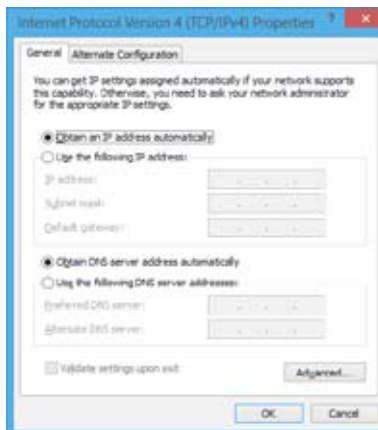 Internet Protocol Version 4 (TCP/IPv4) Properties ? ×
General Alternate Configuration
You can get IP settings assigned automatically if your network supports
this capability. Otherwise, you need to ask your network administrator
for the appropriate IP settings.
Obtain an IP address automatically
Use the following IP address:
IP address:
Subnet mask:
Default gateway:
Obtain DNS server address automatically
Use the following DNS server addresses:
Preferred DNS server:
Alternate DNS server:
Validate settings upon exit
Advanced...
OK Cancel